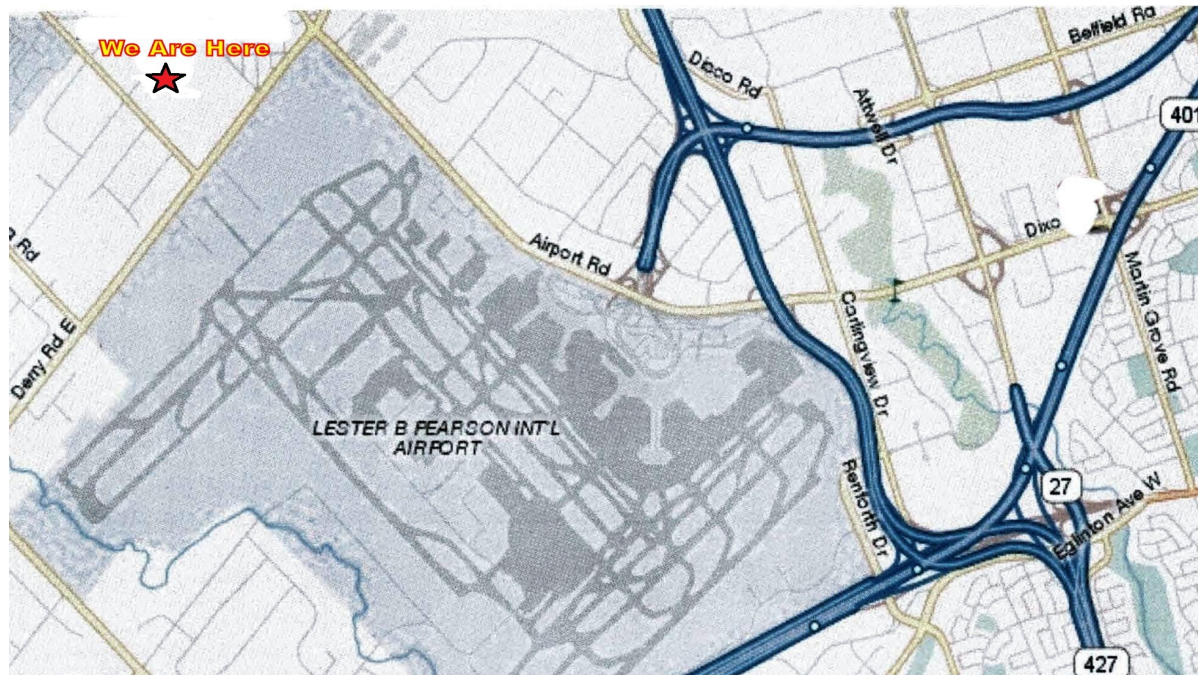 We Are Here
Disco Rd
Belfield Rd
Attwell Dr
401
Airport Rd
Dixo
Rd
Derry Rd E
Martin Grove Rd
Carlingview Dr
LESTER B PEARSON INT'L
AIRPORT
Renforth Dr
27
Eglinton Ave W
427